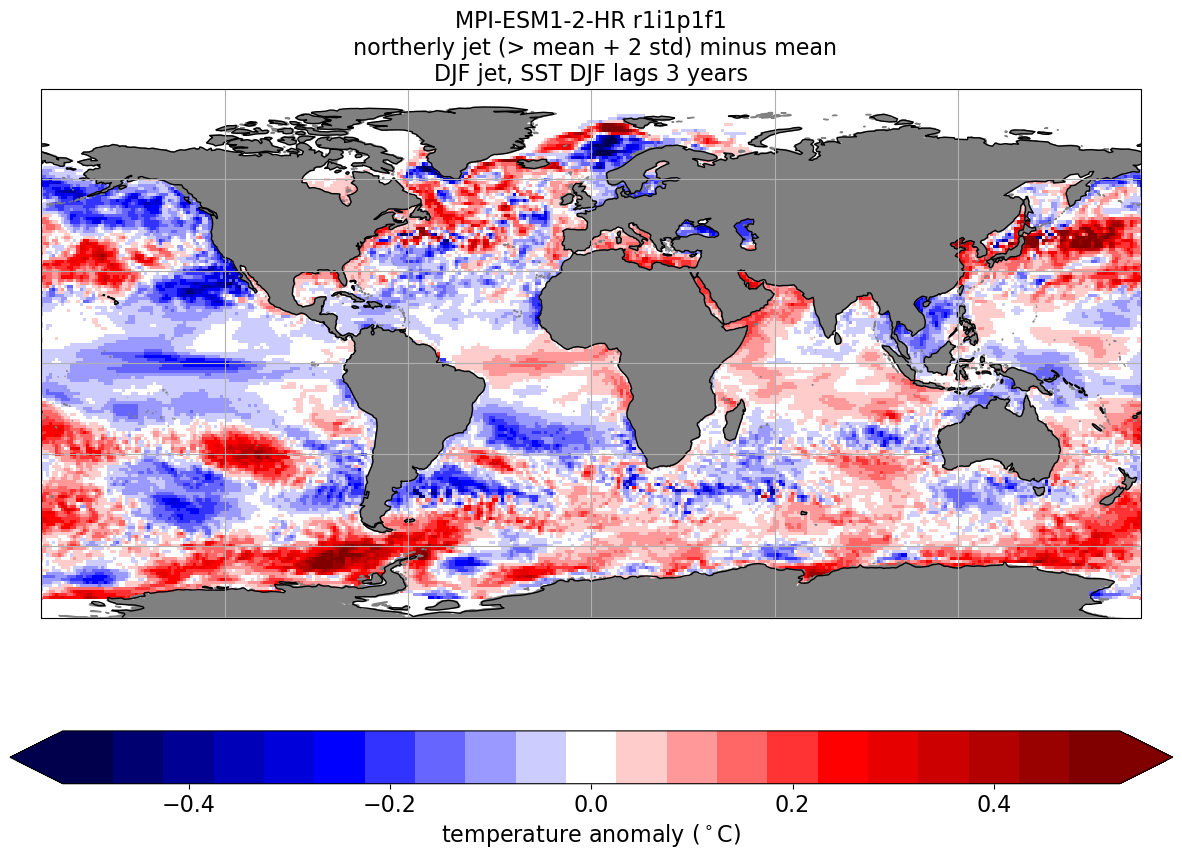 MPI-ESM1-2-HR r1i1p1f1
northerly jet (> mean + 2 std) minus mean
DJF jet, SST DJF lags 3 years
−0.4 −0.2 0.0 0.2 0.4
temperature anomaly (°C)